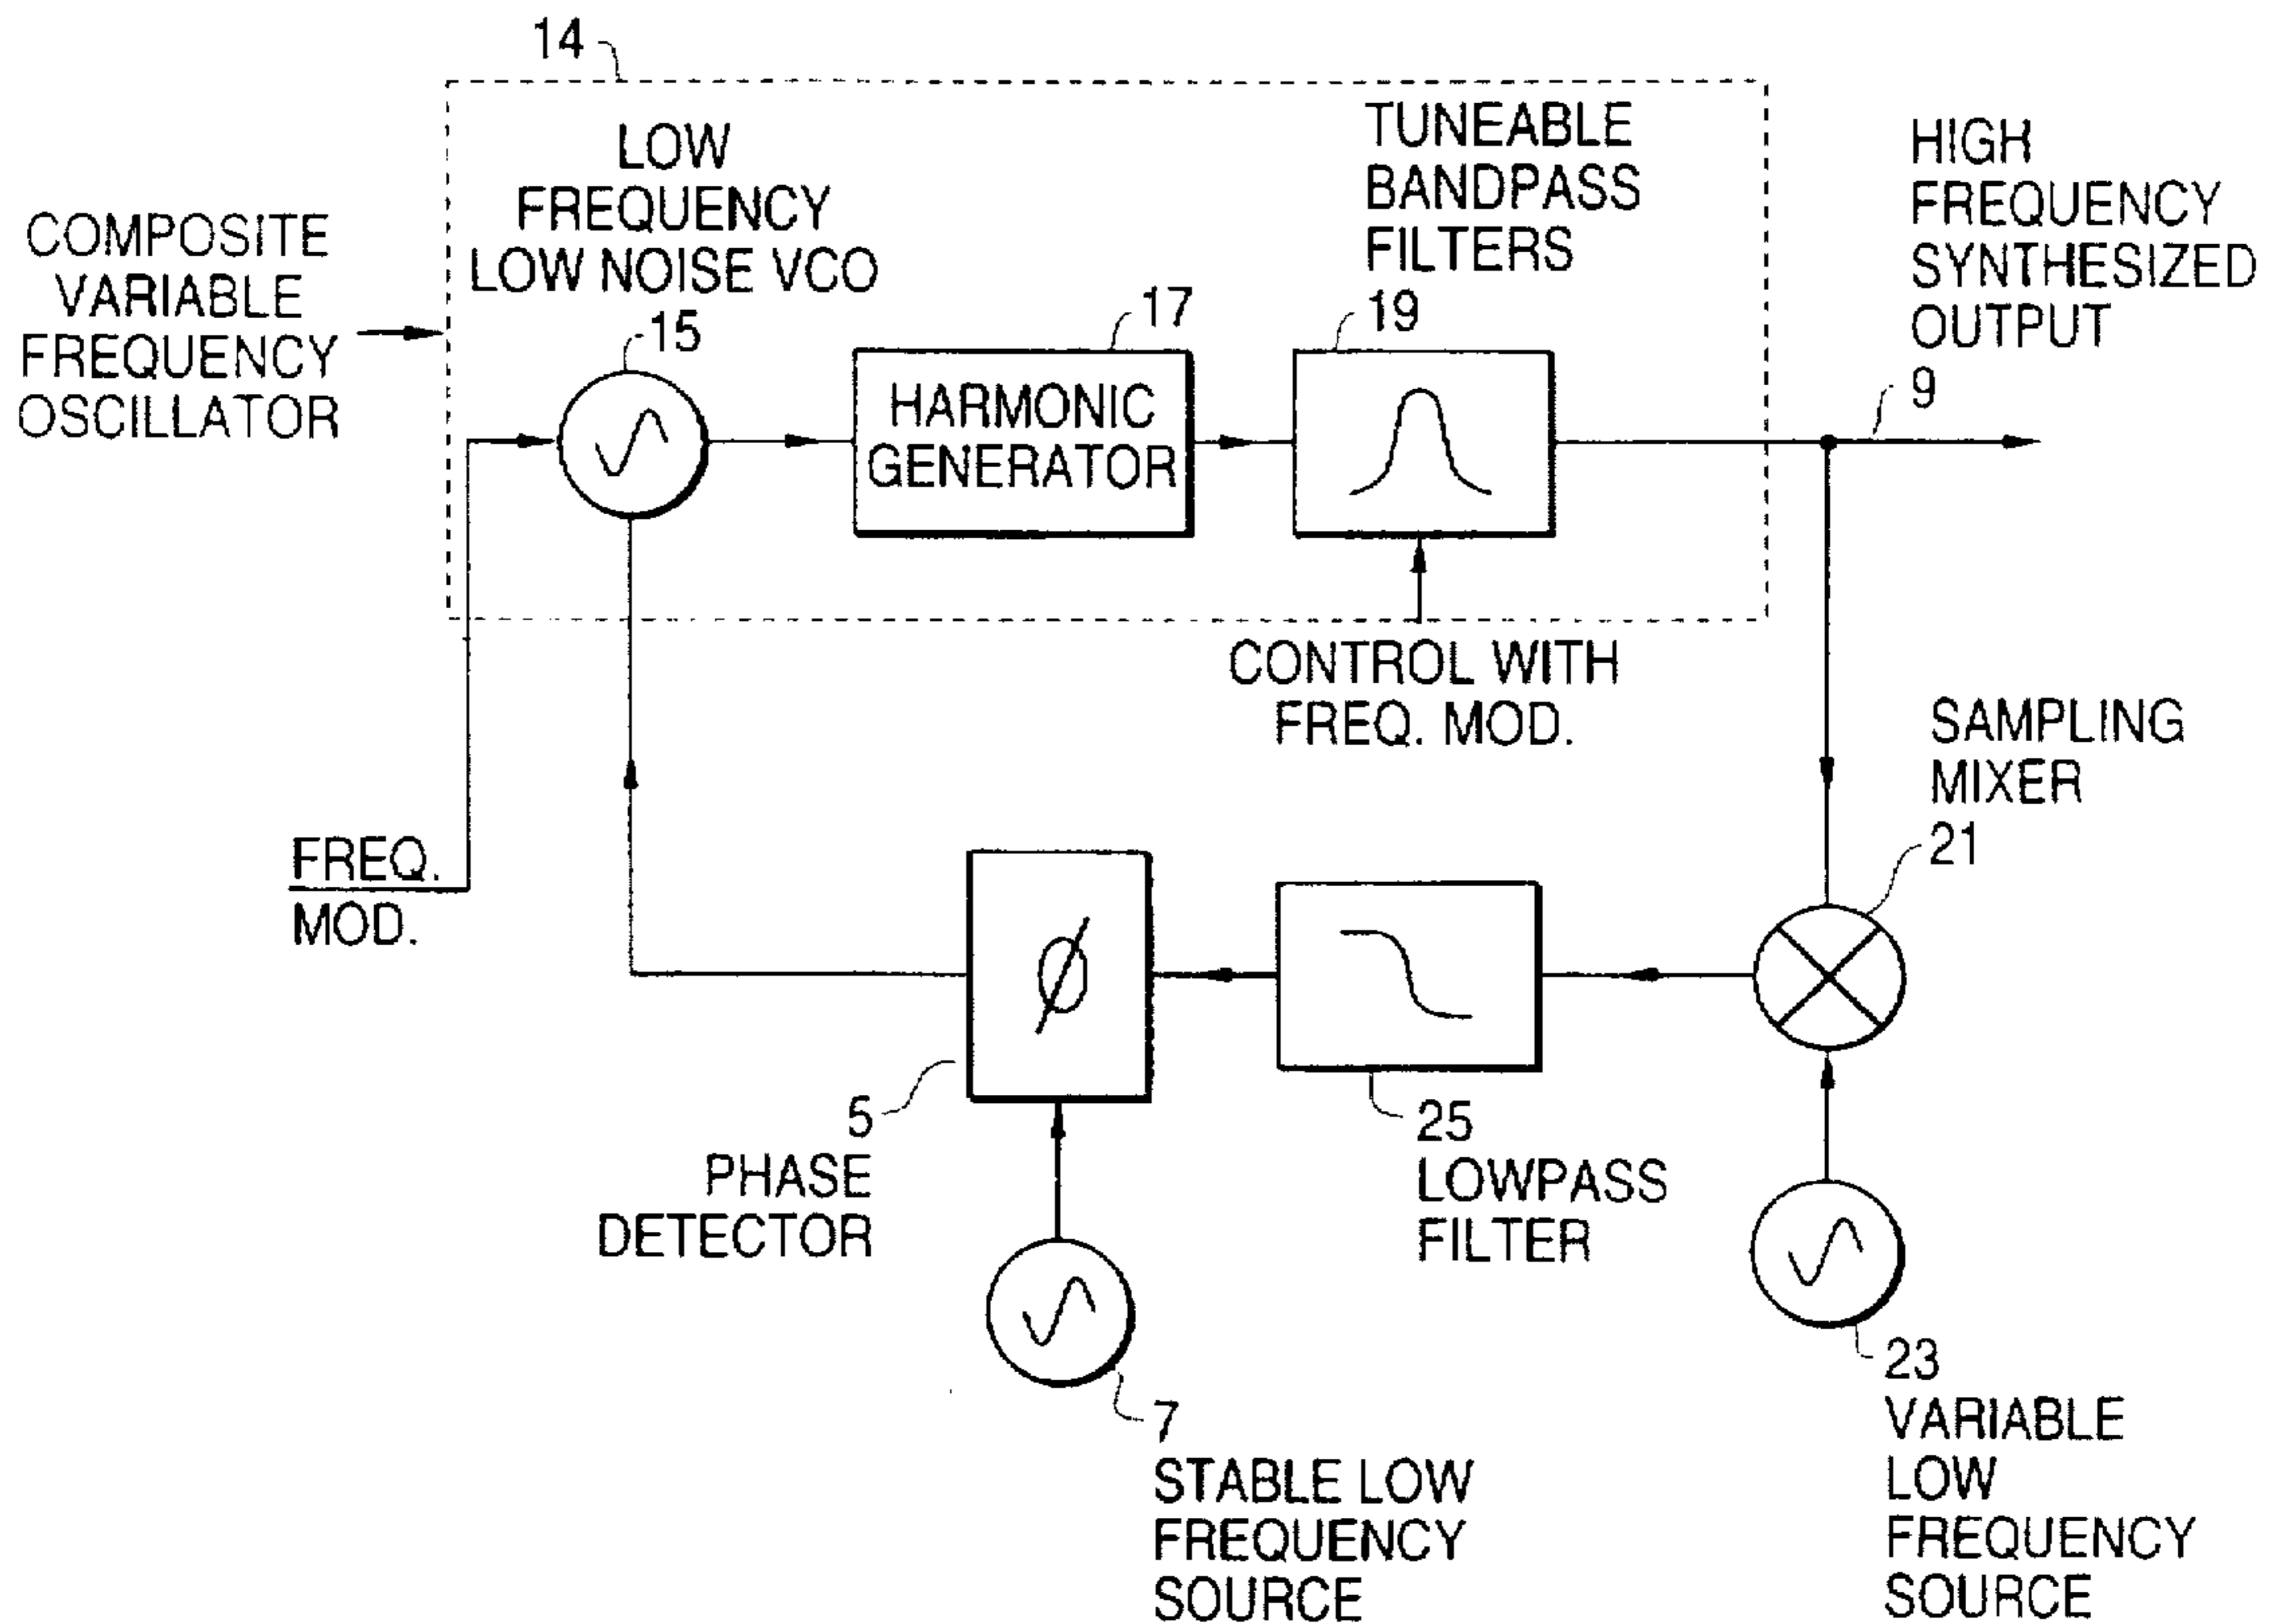 14
LOW
FREQUENCY
LOW NOISE VCO
15
TUNEABLE
BANDPASS
FILTERS
19
HIGH
FREQUENCY
SYNTHESIZED
OUTPUT
9
COMPOSITE
VARIABLE
FREQUENCY
OSCILLATOR
17
HARMONIC
GENERATOR
CONTROL WITH
FREQ. MOD.
SAMPLING
MIXER
21
FREQ.
MOD.
ϕ
5
PHASE
DETECTOR
25
LOWPASS
FILTER
7
STABLE LOW
FREQUENCY
SOURCE
23
VARIABLE
LOW
FREQUENCY
SOURCE